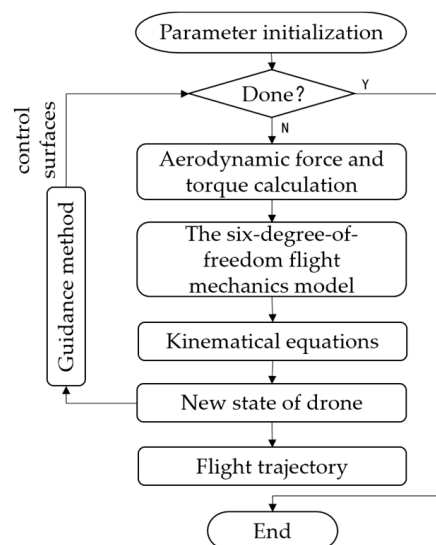 Parameter initialization
Done?
Y
N
control
surfaces
Aerodynamic force and
torque calculation
Guidance method
The six-degree-of-
freedom flight
mechanics model
Kinematical equations
New state of drone
Flight trajectory
End